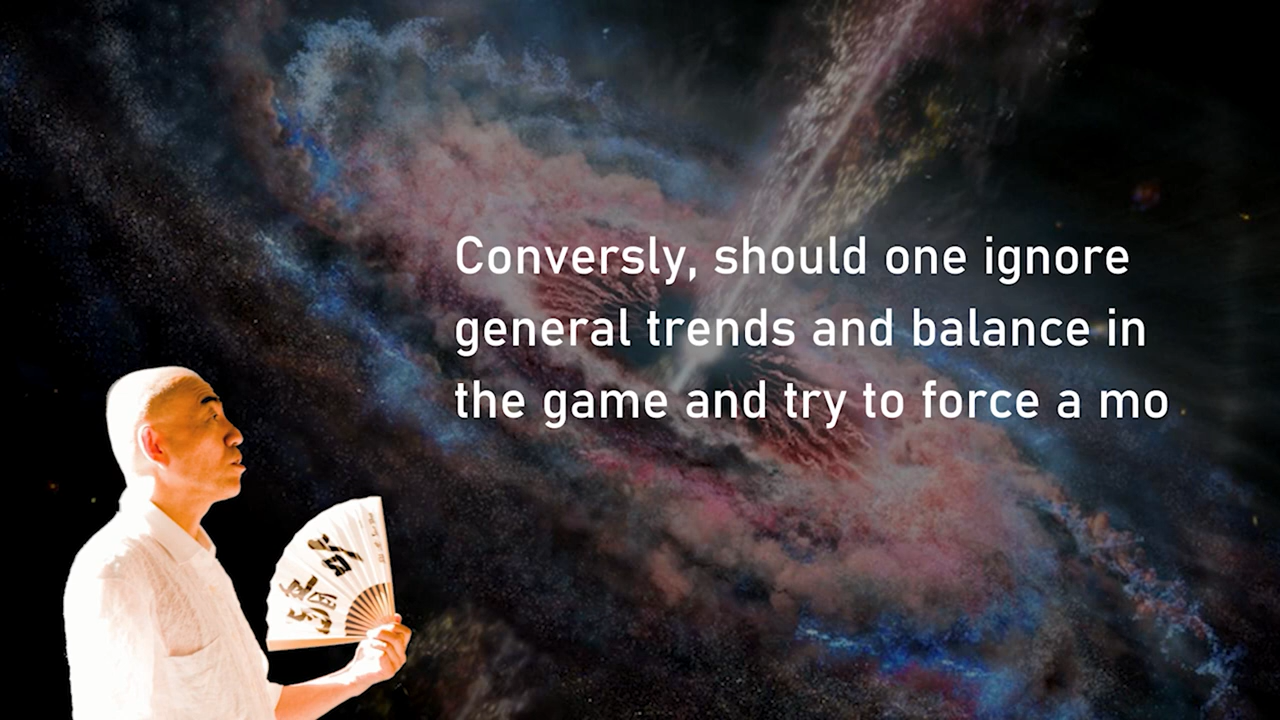 Conversly, should one ignore
general trends and balance in
the game and try to force a mo